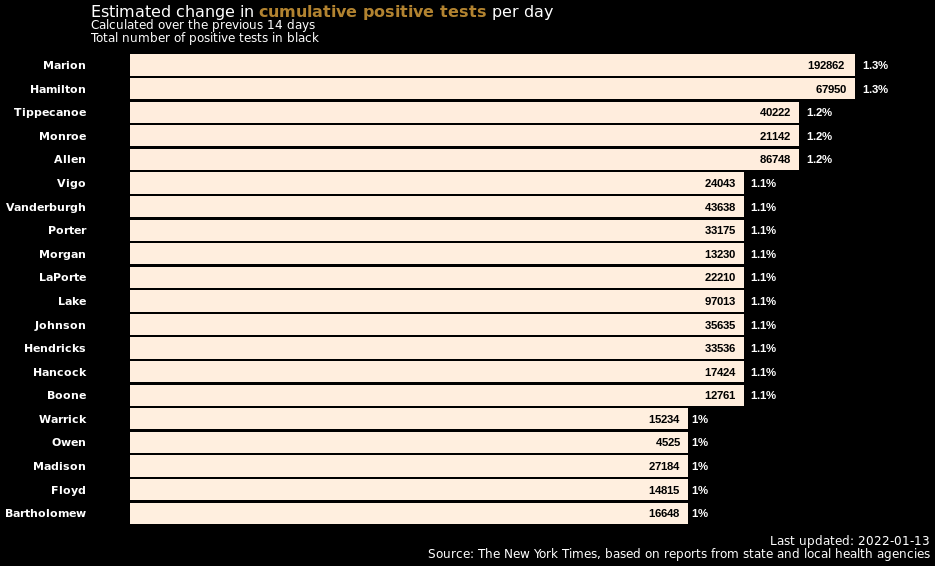 Estimated change in cumulative positive tests per day
Calculated over the previous 14 days
Total number of positive tests in black
Marion 192862 1.3%
Hamilton 67950 1.3%
Tippecanoe 40222 1.2%
Monroe 21142 1.2%
Allen 86748 1.2%
Vigo 24043 1.1%
Vanderburgh 43638 1.1%
Porter 33175 1.1%
Morgan 13230 1.1%
LaPorte 22210 1.1%
Lake 97013 1.1%
Johnson 35635 1.1%
Hendricks 33536 1.1%
Hancock 17424 1.1%
Boone 12761 1.1%
Warrick 15234 1%
Owen 4525 1%
Madison 27184 1%
Floyd 14815 1%
Bartholomew 16648 1%
Last updated: 2022-01-13
Source: The New York Times, based on reports from state and local health agencies